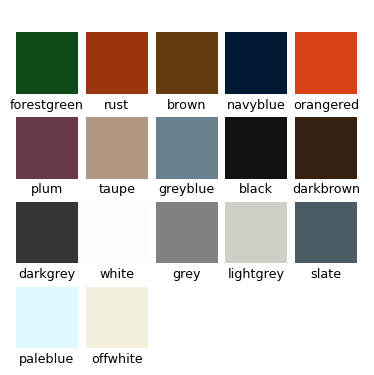 forestgreen rust brown navyblue orangered
plum taupe greyblue black darkbrown
darkgrey white grey lightgrey slate
paleblue offwhite